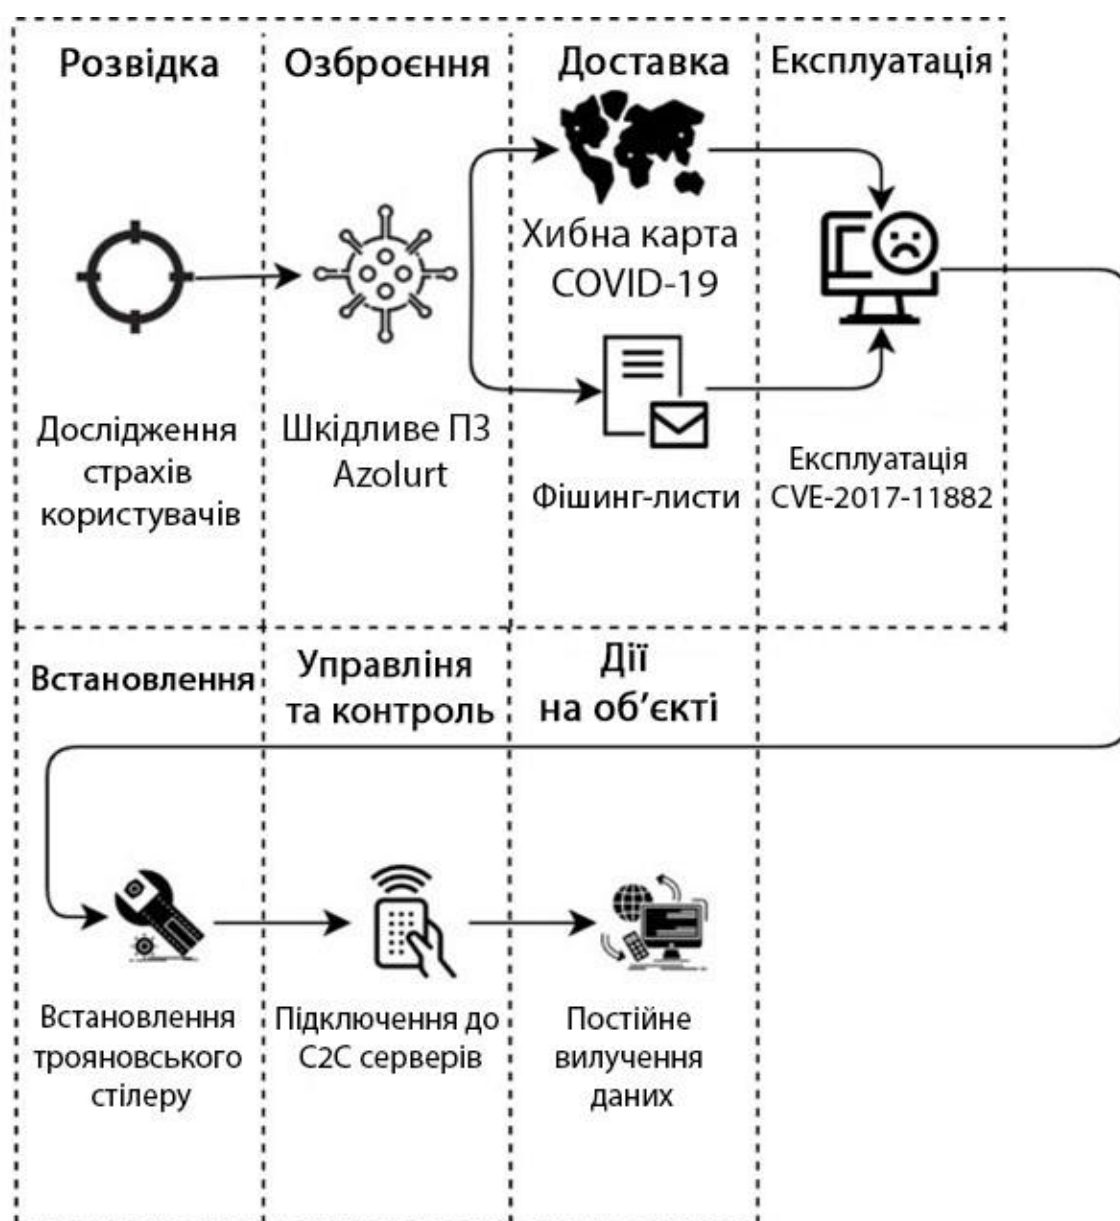 Розвідка
Озброєння
Доставка
Експлуатація
Хибна карта
COVID-19
Дослідження
страхів
користувачів
Шкідливе ПЗ
Azolurt
Фішинг-листи
Експлуатація
CVE-2017-11882
Встановлення
Управліня
та контроль
Дії
на об’єкті
Встановлення
трояновського
стілеру
Підключення до
C2C серверів
Постійне
вилучення
даних